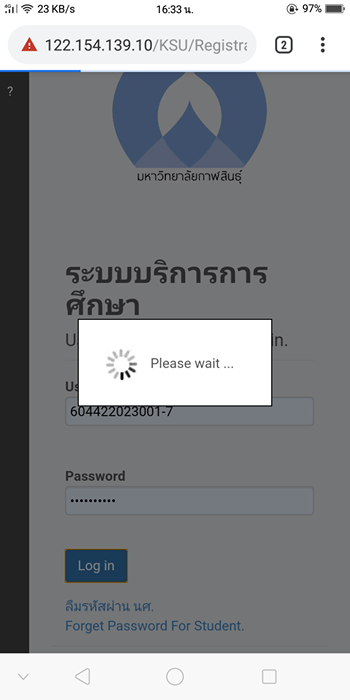 4G 23 KB/s 16:33 น. 97%
122.154.139.10/KSU/Registra 2
?
มหาวิทยาลัยกาฬสินธุ์
ระบบบริการการ
ศึกษา
in.
Please wait ...
604422023001-7
Password
••••••••••
Log in
ลืมรหัสผ่าน นศ.
Forget Password For Student.